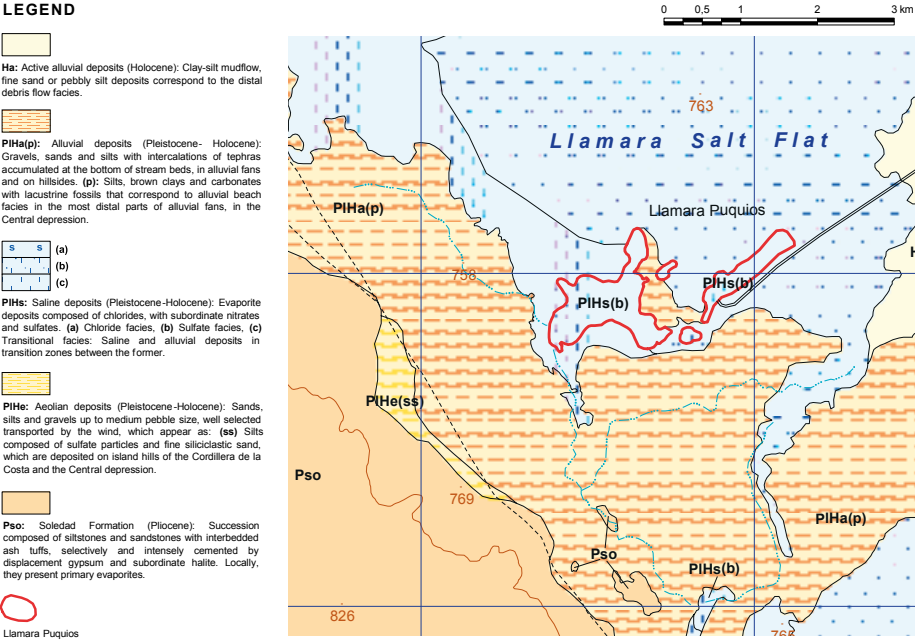 LEGEND
Ha: Active alluvial deposits (Holocene): Clay-silt mudflow,
fine sand or pebbly silt deposits correspond to the distal
debris flow facies.
PlHa(p): Alluvial deposits (Pleistocene- Holocene):
Gravels, sands and silts with intercalations of tephras
accumulated at the bottom of stream beds, in alluvial fans
and on hillsides. (p): Silts, brown clays and carbonates
with lacustrine fossils that correspond to alluvial beach
facies in the most distal parts of alluvial fans, in the
Central depression.
S S (a)
(b)
(c)
PlHs: Saline deposits (Pleistocene-Holocene): Evaporite
deposits composed of chlorides, with subordinate nitrates
and sulfates. (a) Chloride facies, (b) Sulfate facies, (c)
Transitional facies: Saline and alluvial deposits in
transition zones between the former.
PlHe: Aeolian deposits (Pleistocene-Holocene): Sands,
silts and gravels up to medium pebble size, well selected
transported by the wind, which appear as: (ss) Silts
composed of sulfate particles and fine siliciclastic sand,
which are deposited on island hills of the Cordillera de la
Costa and the Central depression.
Pso: Soledad Formation (Pliocene): Succession
composed of siltstones and sandstones with interbedded
ash tuffs, selectively and intensely cemented by
displacement gypsum and subordinate halite. Locally,
they present primary evaporites.
Llamara Puquios
0 0,5 1 2 3 km
763
Llamara Salt Flat
PlHa(p)
Llamara Puquios
H
758
PlHs(b)
PlHs(b)
PlHe(ss)
Pso
769
PlHa(p)
Pso
PlHs(b)
826
765